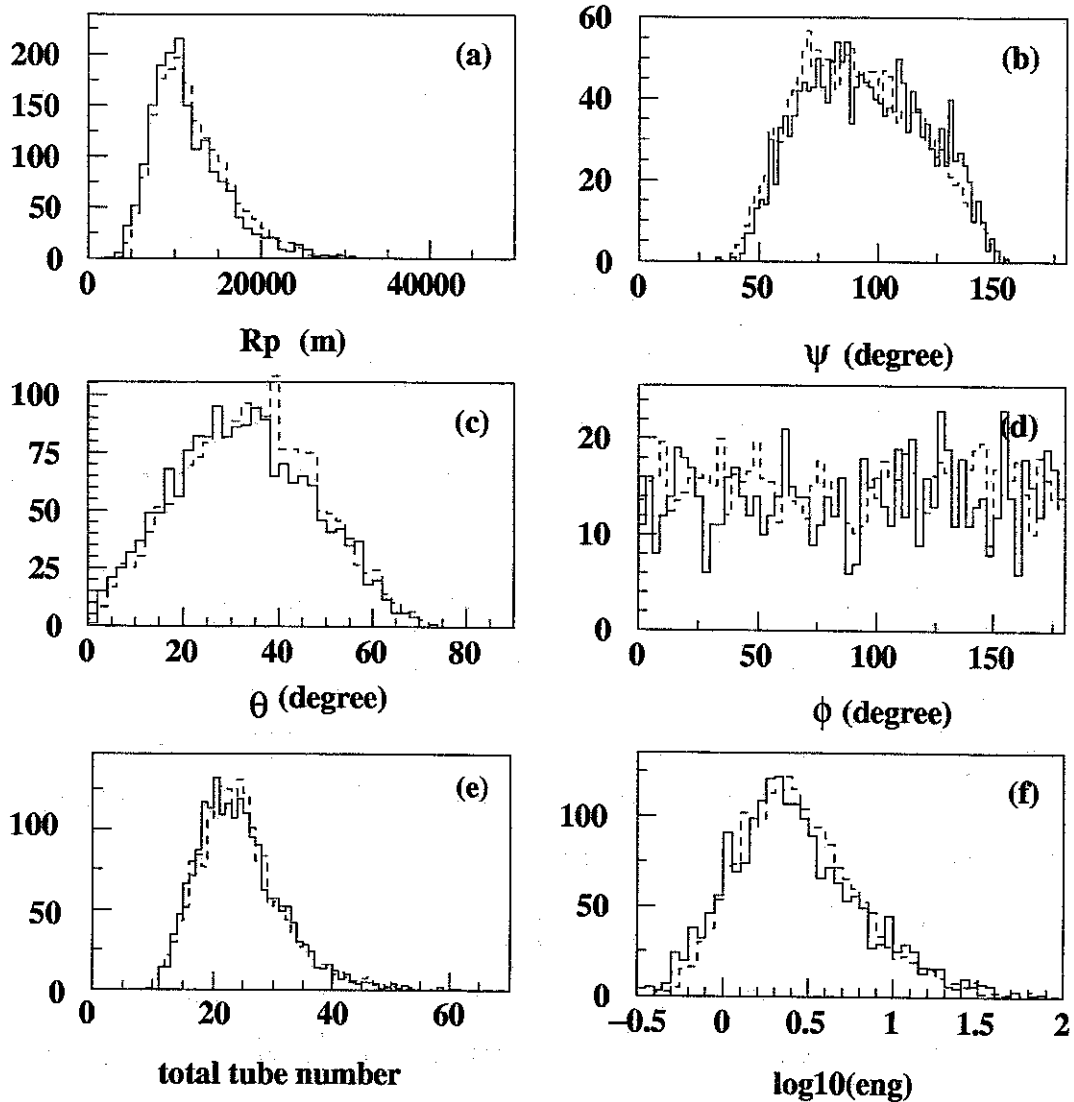 (a)
200
150
100
50
0
0 20000 40000
Rp (m)
(b)
60
40
20
0
0 50 100 150
ψ (degree)
(c)
100
75
50
25
0
0 20 40 60 80
θ (degree)
(d)
20
10
0
0 50 100 150
ϕ (degree)
(e)
100
50
0
0 20 40 60
total tube number
(f)
100
50
0
−0.5 0 0.5 1 1.5 2
log10(eng)